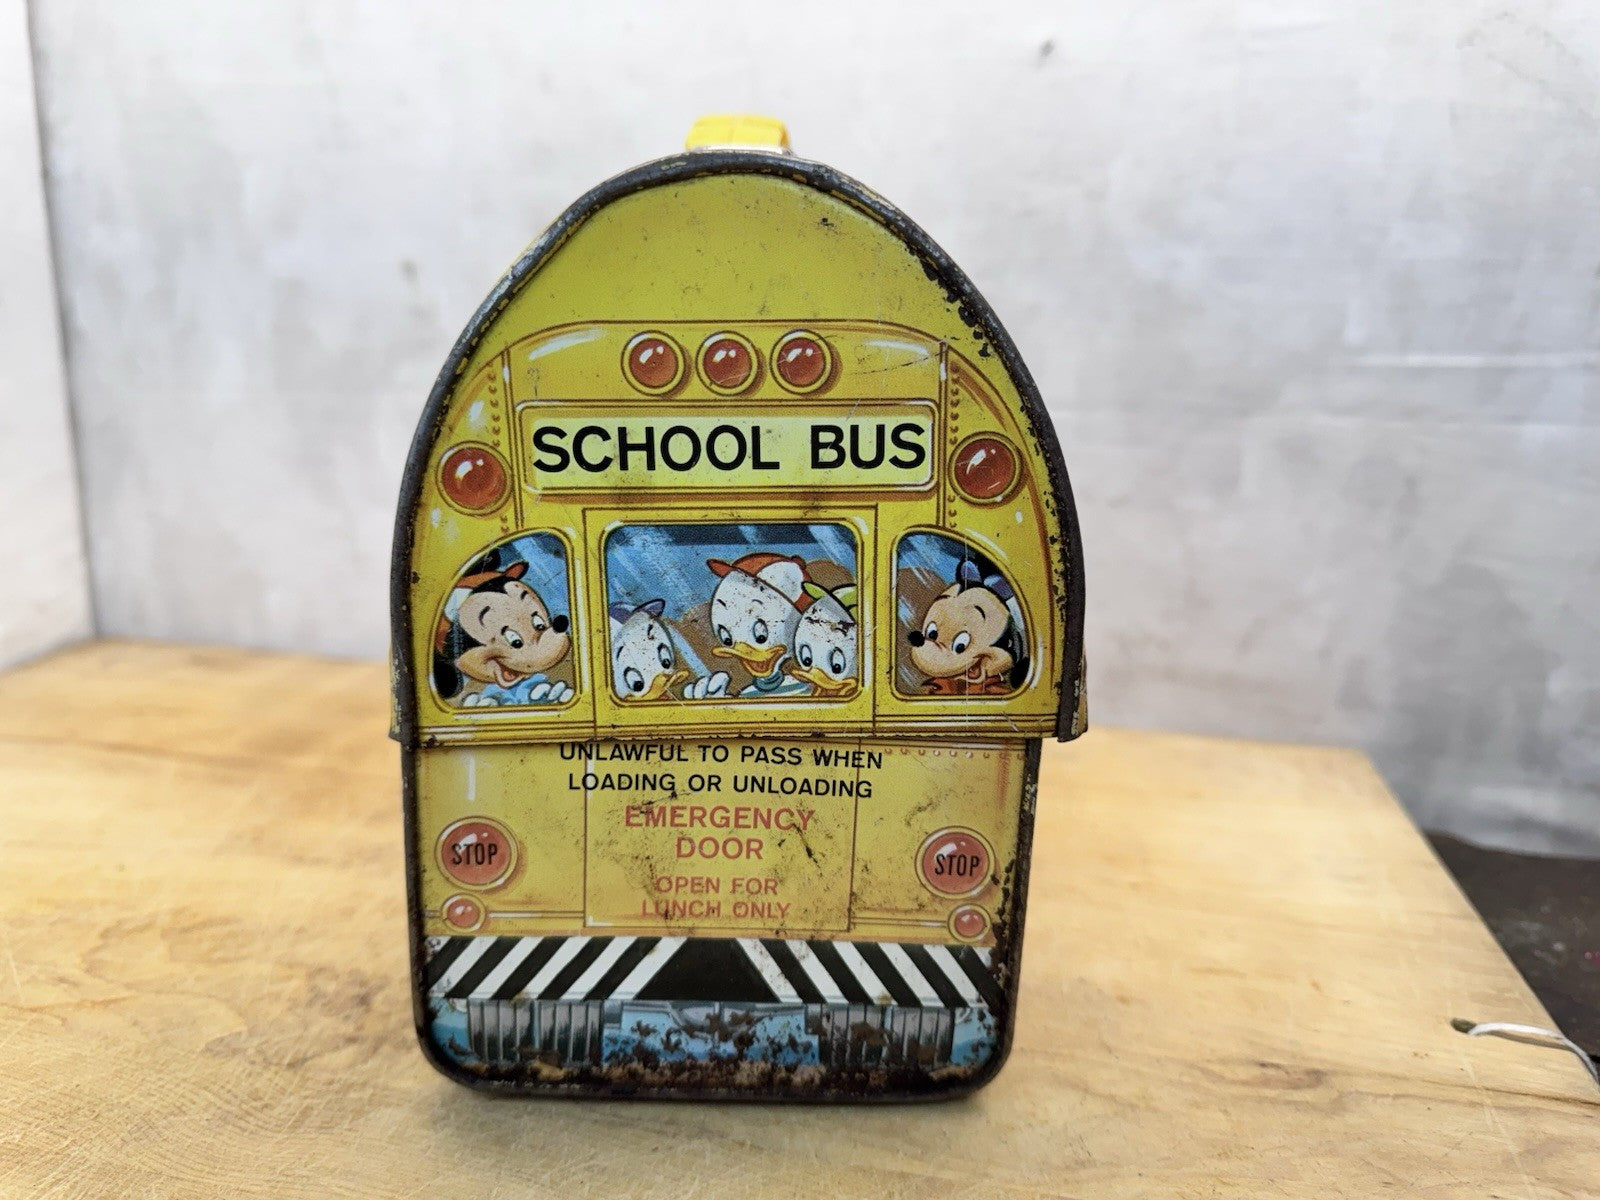 SCHOOL BUS
UNLAWFUL TO PASS WHEN
LOADING OR UNLOADING
EMERGENCY
DOOR
STOP
STOP
OPEN FOR
LUNCH ONLY